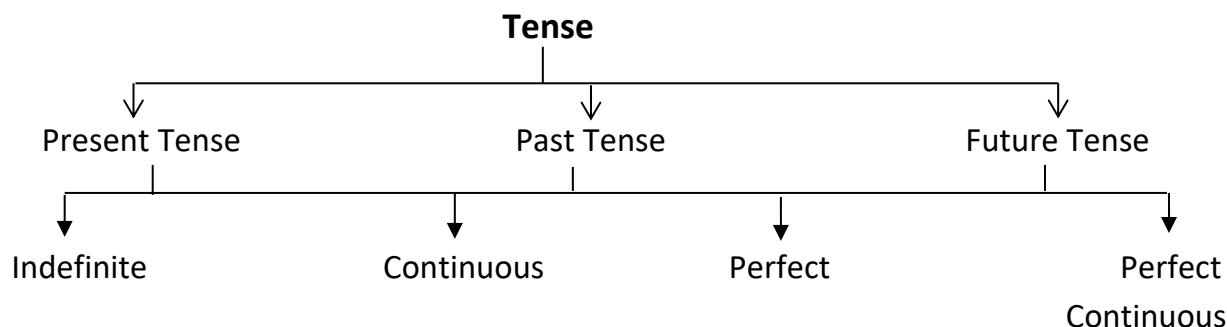 Tense
Present Tense Past Tense Future Tense
Indefinite Continuous Perfect Perfect
Continuous